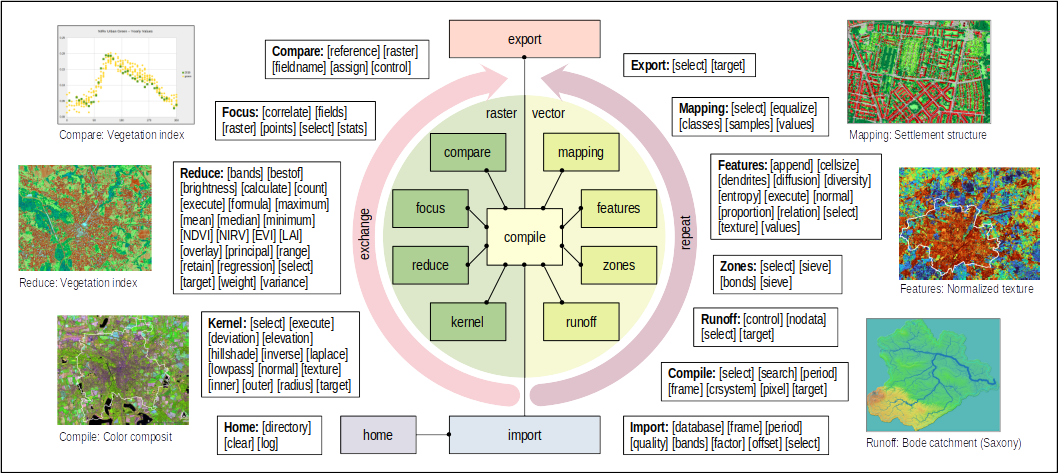 export
Compare: [reference] [raster]
[fieldname] [assign] [control]
Export: [select] [target]
Compare: Vegetation index
Focus: [correlate] [fields]
[raster] [points] [select] [stats]
raster
vector
Mapping: [select] [equalize]
[classes] [samples] [values]
Mapping: Settlement structure
compare
mapping
Reduce: [bands] [bestof]
[brightness] [calculate] [count]
[execute] [formula] [maximum]
[mean] [median] [minimum]
[NDVI] [NIRV] [EVI] [LAI]
[overlay] [principal] [range]
[retain] [regression] [select]
[target] [weight] [variance]
Reduce: Vegetation index
exchange
focus
features
compile
reduce
zones
kernel
runoff
repeat
Features: [append] [cellsize]
[dendrites] [diffusion] [diversity]
[entropy] [execute] [normal]
[proportion] [relation] [select]
[texture] [values]
Features: Normalized texture
Zones: [select] [sieve]
[bonds] [sieve]
Kernel: [select] [execute]
[deviation] [elevation]
[hillshade] [inverse] [laplace]
[lowpass] [normal] [texture]
[inner] [outer] [radius] [target]
Runoff: [control] [nodata]
[select] [target]
Compile: [select] [search] [period]
[frame] [crsystem] [pixel] [target]
Compile: Color composit
Home: [directory]
[clear] [log]
home
import
Import: [database] [frame] [period]
[quality] [bands] [factor] [offset] [select]
Runoff: Bode catchment (Saxony)